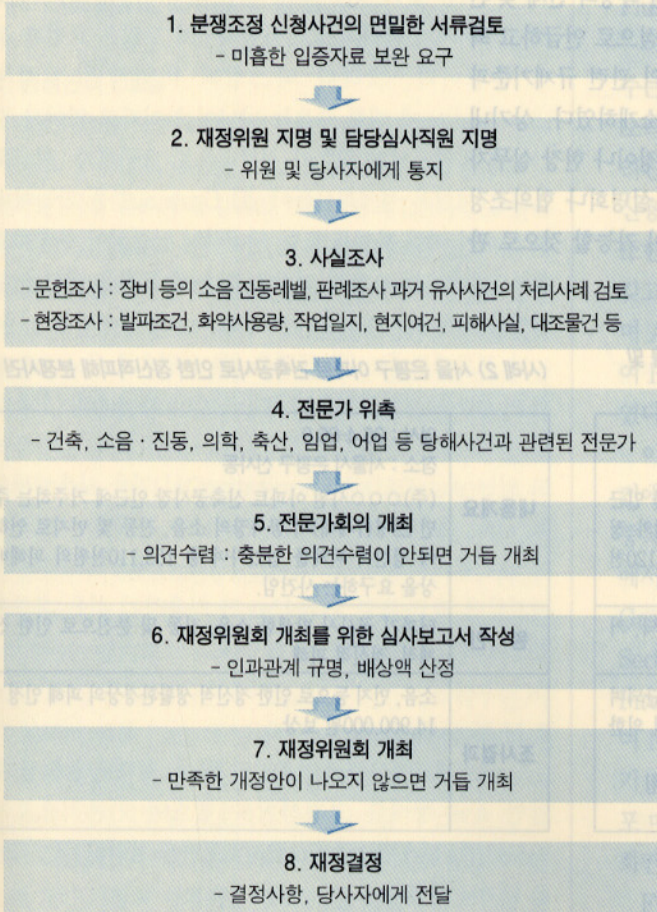 1. 분쟁조정 신청사건의 면밀한 서류검토
- 미흡한 입증자료 보완 요구
2. 재정위원 지명 및 담당심사직원 지명
- 위원 및 당사자에게 통지
3. 사실조사
- 문헌조사 : 장비 등의 소음 진동레벨, 판례조사 과거 유사사건의 처리사례 검토
- 현장조사 : 발파조건, 화약사용량, 작업일지, 현지여건, 피해사실, 대조물건 등
4. 전문가 위촉
- 건축, 소음 · 진동, 의학, 축산, 임업, 어업 등 당해사건과 관련된 전문가
5. 전문가회의 개최
- 의견수렴 : 충분한 의견수렴이 안되면 거듭 개최
6. 재정위원회 개최를 위한 심사보고서 작성
- 인과관계 규명, 배상액 산정
7. 재정위원회 개최
- 만족한 개정안이 나오지 않으면 거듭 개최
8. 재정결정
- 결정사항, 당사자에게 전달